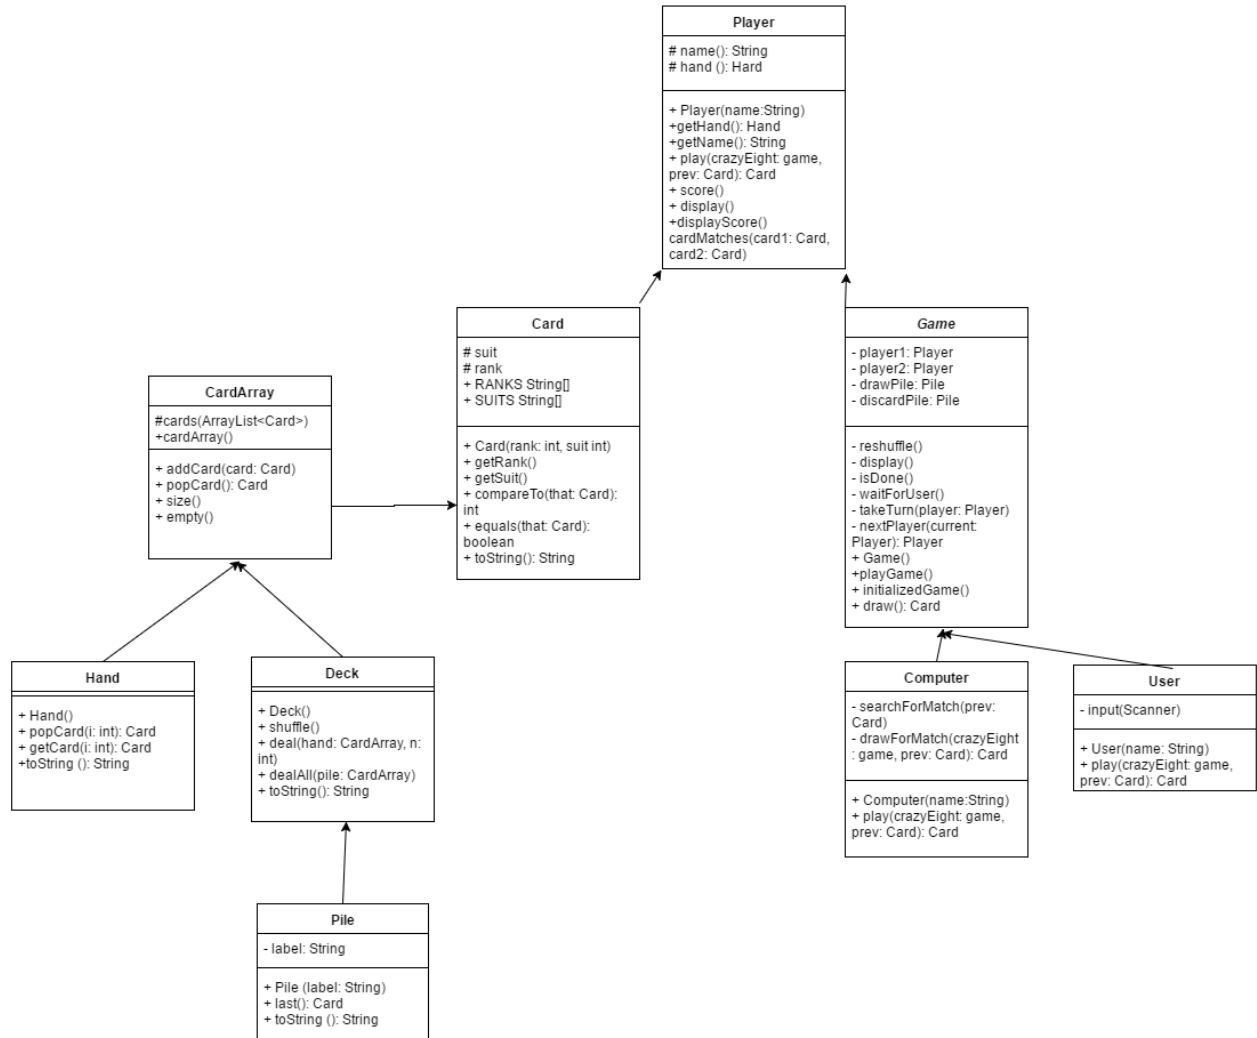 Player
# name(): String
# hand (): Hard
+ Player(name:String)
+getHand(): Hand
+getName(): String
+ play(crazyEight: game,
prev: Card): Card
+ score()
+ display()
+displayScore()
cardMatches(card1: Card,
card2: Card)
Card
# suit
# rank
+ RANKS String[]
+ SUITS String[]
+ Card(rank: int, suit int)
+ getRank()
+ getSuit()
+ compareTo(that: Card):
int
+ equals(that: Card):
boolean
+ toString(): String
Game
- player1: Player
- player2: Player
- drawPile: Pile
- discardPile: Pile
- reshuffle()
- display()
- isDone()
- waitForUser()
- takeTurn(player: Player)
- nextPlayer(current:
Player): Player
+ Game()
+playGame()
+ initializedGame()
+ draw(): Card
CardArray
#cards(ArrayList<Card>)
+cardArray()
+ addCard(card: Card)
+ popCard(): Card
+ size()
+ empty()
Hand
+ Hand()
+ popCard(i: int): Card
+ getCard(i: int): Card
+toString (): String
Deck
+ Deck()
+ shuffle()
+ deal(hand: CardArray, n:
int)
+ dealAll(pile: CardArray)
+ toString(): String
Computer
- searchForMatch(prev:
Card)
- drawForMatch(crazyEight
: game, prev: Card): Card
+ Computer(name:String)
+ play(crazyEight: game,
prev: Card): Card
User
- input(Scanner)
+ User(name: String)
+ play(crazyEight: game,
prev: Card): Card
Pile
- label: String
+ Pile (label: String)
+ last(): Card
+ toString (): String